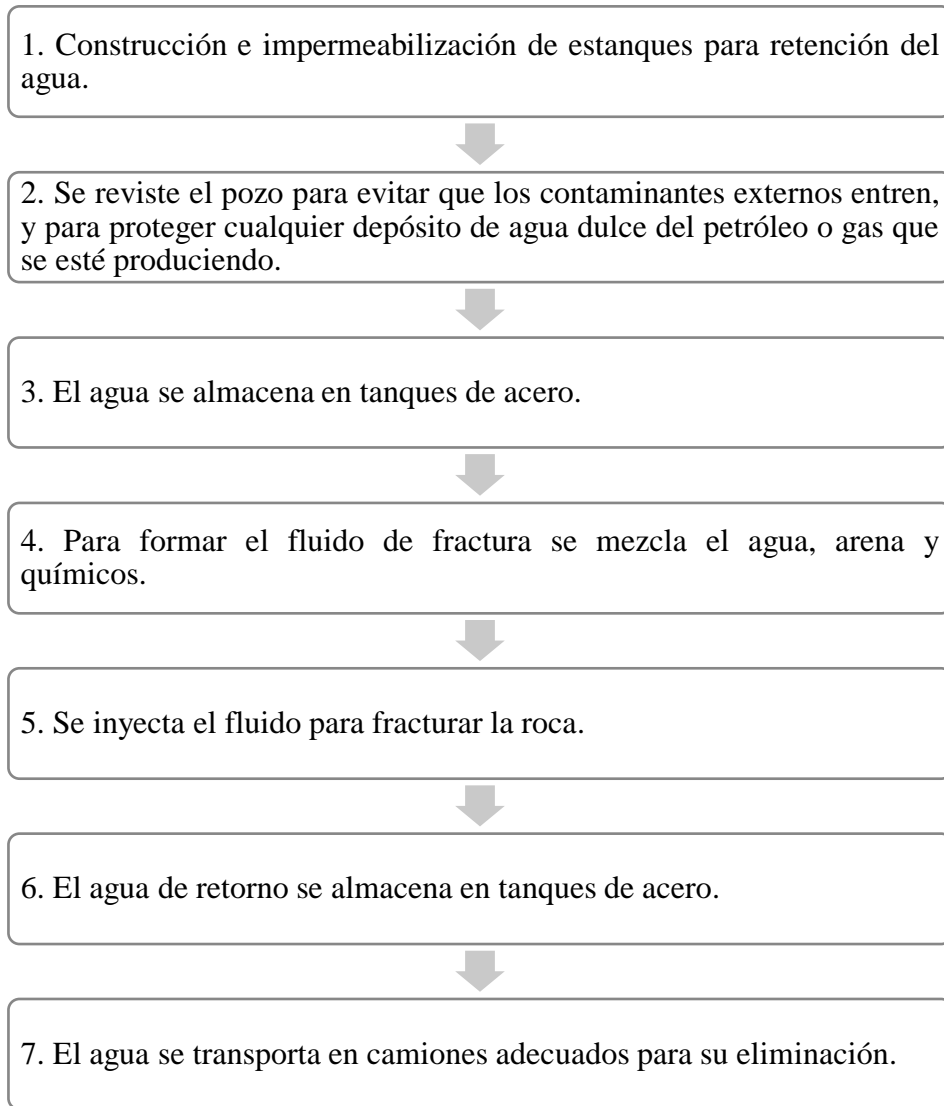 1. Construcción e impermeabilización de estanques para retención del
agua.
2. Se reviste el pozo para evitar que los contaminantes externos entren,
y para proteger cualquier depósito de agua dulce del petróleo o gas que
se esté produciendo.
3. El agua se almacena en tanques de acero.
4. Para formar el fluido de fractura se mezcla el agua, arena y
químicos.
5. Se inyecta el fluido para fracturar la roca.
6. El agua de retorno se almacena en tanques de acero.
7. El agua se transporta en camiones adecuados para su eliminación.